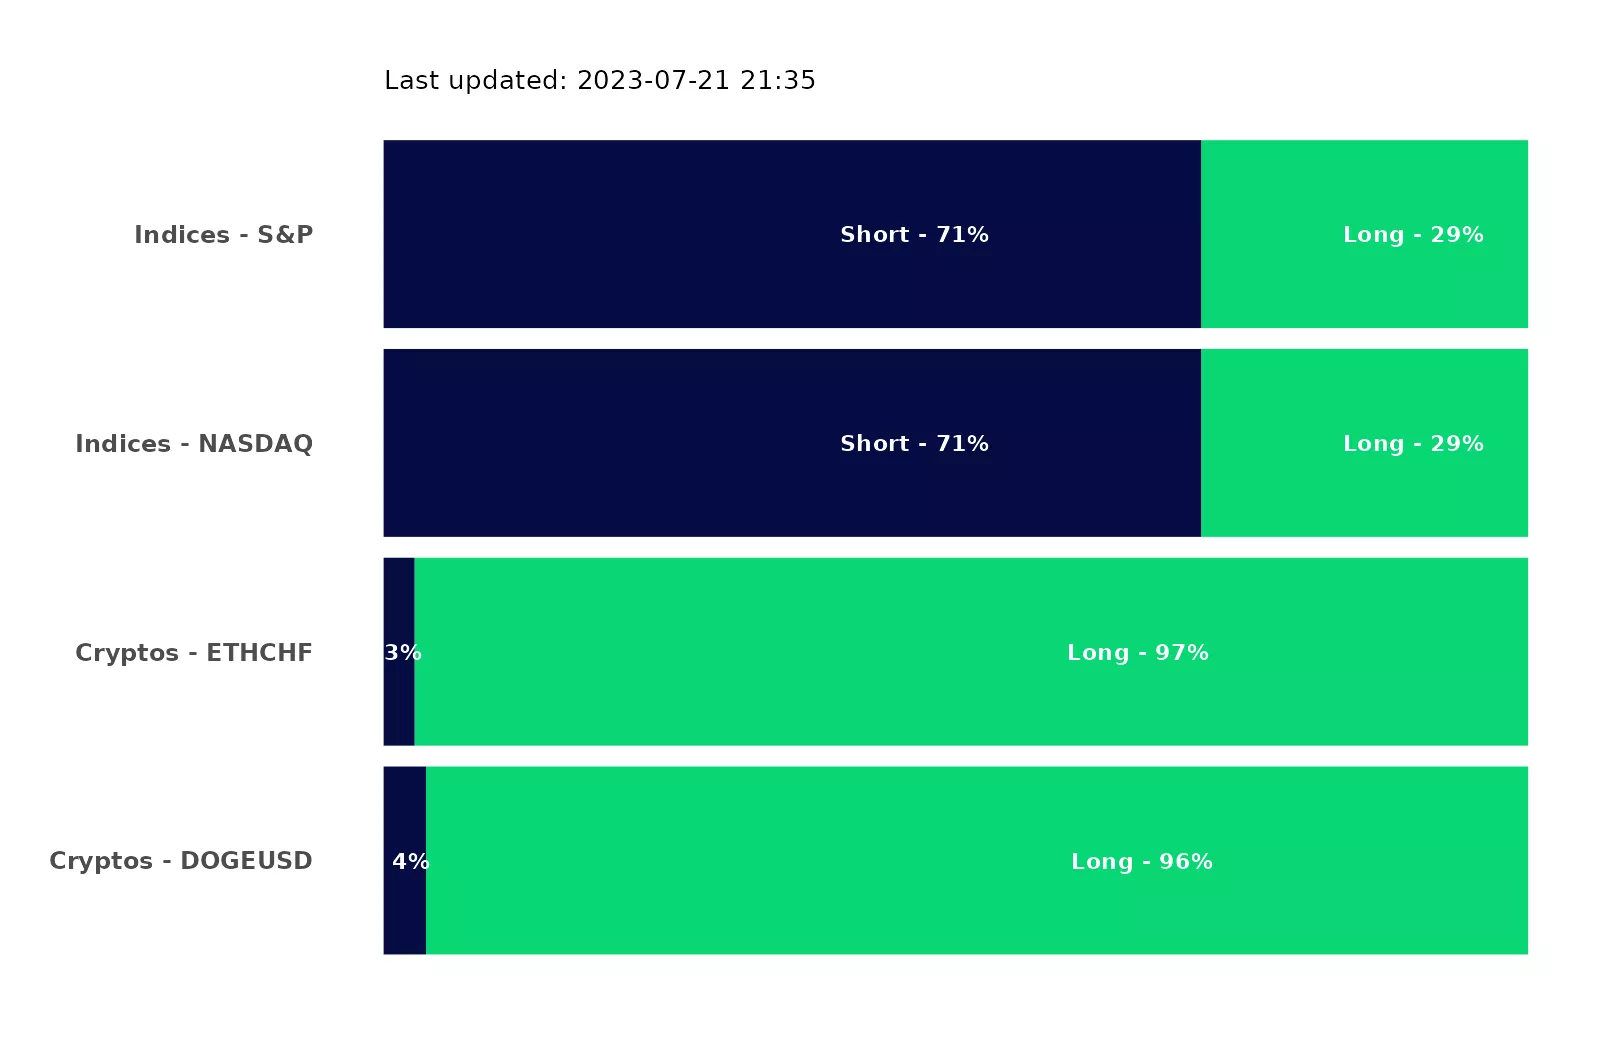 Last updated: 2023-07-21 21:35
Indices - S&P Short - 71% Long - 29%
Indices - NASDAQ Short - 71% Long - 29%
Cryptos - ETHCHF 3% Long - 97%
Cryptos - DOGEUSD 4% Long - 96%